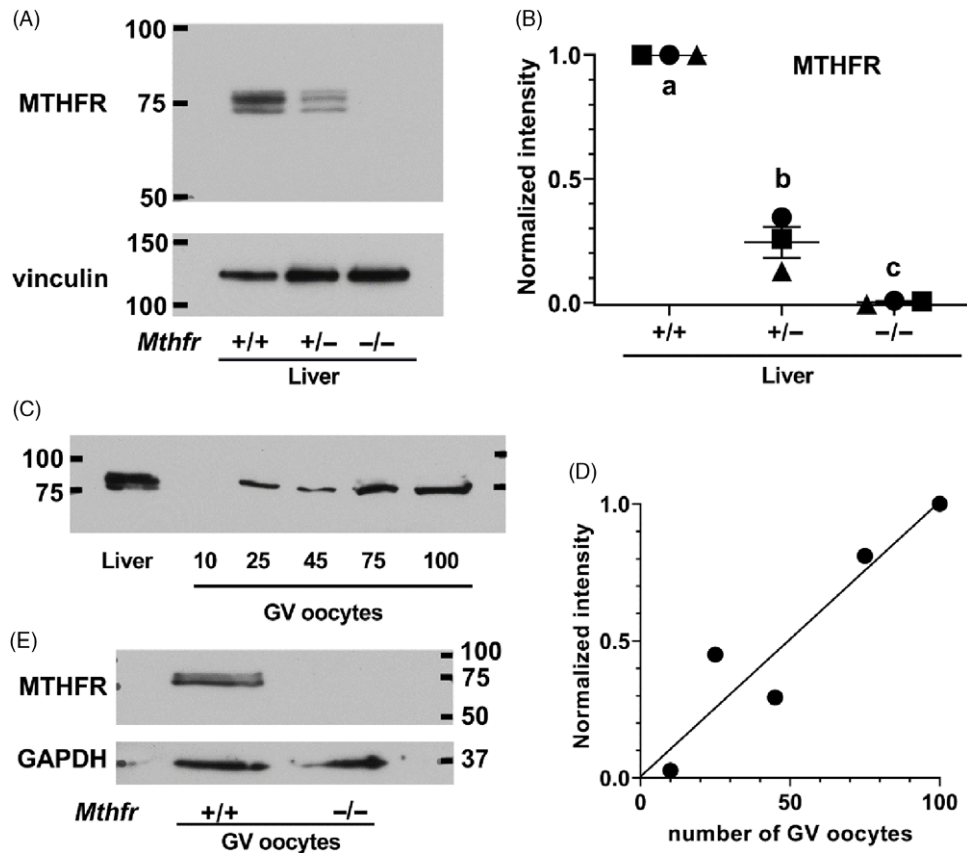 (A)
100
MTHFR
75
50
150
vinculin
100
Mthfr +/+ +/− −/−
Liver
(B)
MTHFR
Normalized intensity
1.0
0.5
0.0
a
b
c
+/+ +/− −/−
Liver
(C)
100
75
Liver 10 25 45 75 100
GV oocytes
(D)
Normalized intensity
1.0
0.5
0.0
0 50 100
number of GV oocytes
(E)
MTHFR
100
75
50
GAPDH
37
Mthfr +/+ −/−
GV oocytes